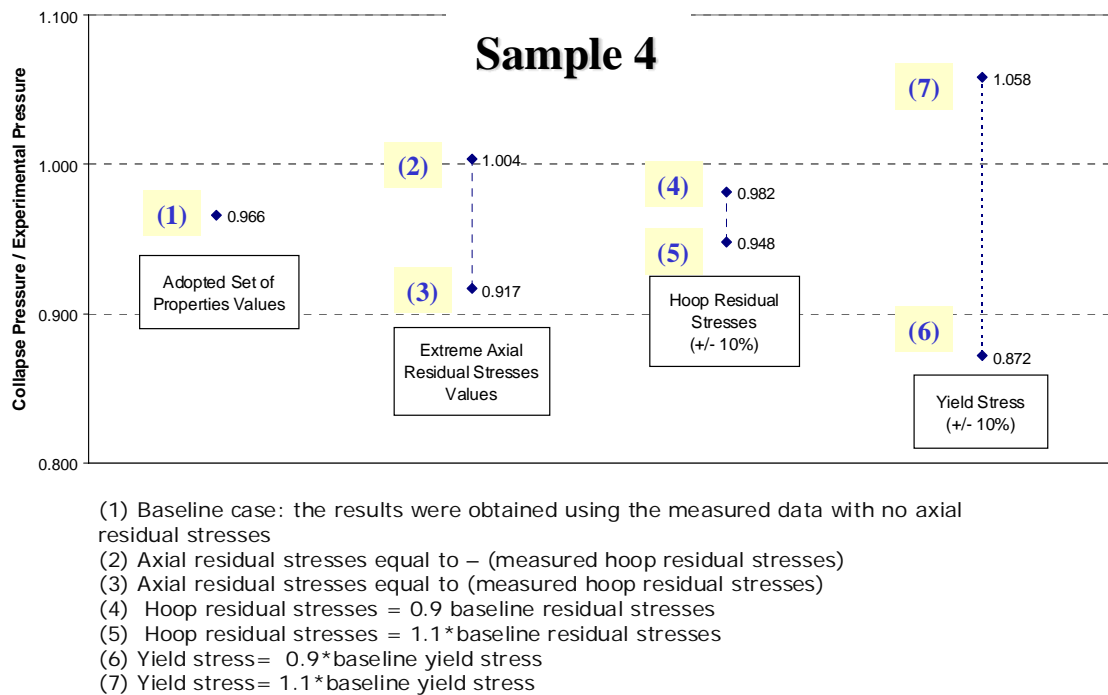 Sample 4
Collapse Pressure / Experimental Pressure
1.100
1.000
0.900
0.800
(1)
0.966
Adopted Set of
Properties Values
(2)
1.004
(3)
0.917
Extreme Axial
Residual Stresses
Values
(4)
0.982
(5)
0.948
Hoop Residual
Stresses
(+/- 10%)
(7)
1.058
(6)
0.872
Yield Stress
(+/- 10%)
(1) Baseline case: the results were obtained using the measured data with no axial
residual stresses
(2) Axial residual stresses equal to – (measured hoop residual stresses)
(3) Axial residual stresses equal to (measured hoop residual stresses)
(4) Hoop residual stresses = 0.9 baseline residual stresses
(5) Hoop residual stresses = 1.1*baseline residual stresses
(6) Yield stress= 0.9*baseline yield stress
(7) Yield stress= 1.1*baseline yield stress